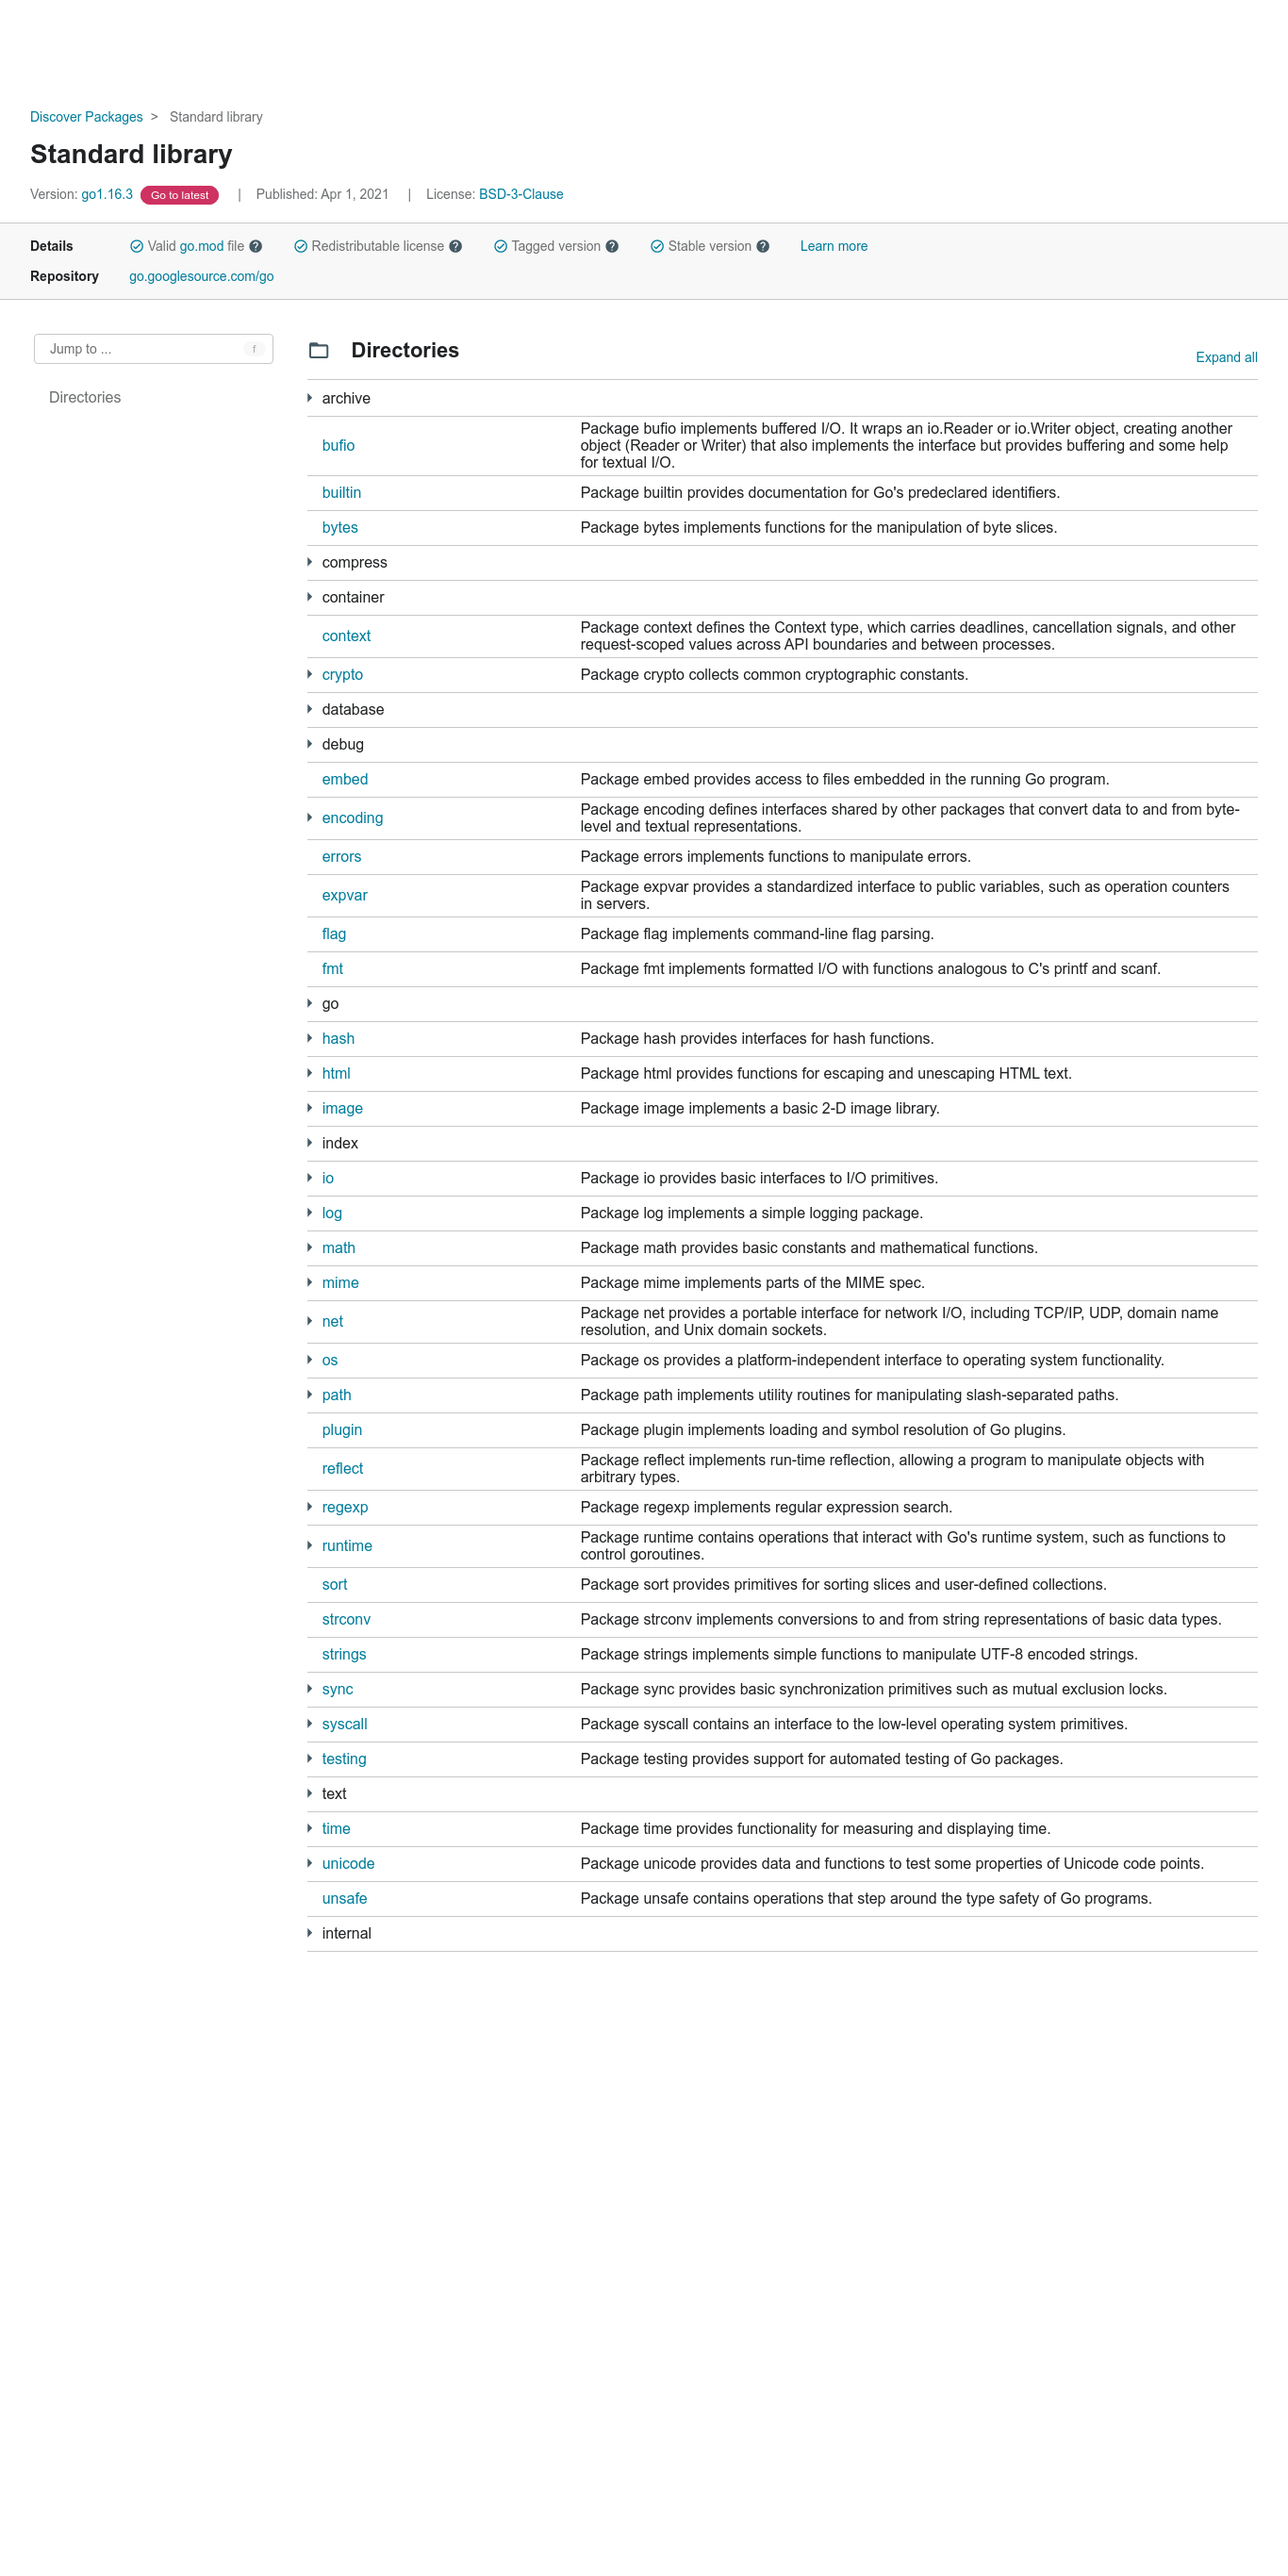 Discover Packages > Standard library
Standard library
Version: go1.16.3 Go to latest | Published: Apr 1, 2021 | License: BSD-3-Clause
Details Valid go.mod file Redistributable license Tagged version Stable version Learn more
Repository go.googlesource.com/go
Jump to ... f
Directories
Directories
Expand all
archive
bufio Package bufio implements buffered I/O. It wraps an io.Reader or io.Writer object, creating another
object (Reader or Writer) that also implements the interface but provides buffering and some help
for textual I/O.
builtin Package builtin provides documentation for Go's predeclared identifiers.
bytes Package bytes implements functions for the manipulation of byte slices.
compress
container
context Package context defines the Context type, which carries deadlines, cancellation signals, and other
request-scoped values across API boundaries and between processes.
crypto Package crypto collects common cryptographic constants.
database
debug
embed Package embed provides access to files embedded in the running Go program.
encoding Package encoding defines interfaces shared by other packages that convert data to and from byte-
level and textual representations.
errors Package errors implements functions to manipulate errors.
expvar Package expvar provides a standardized interface to public variables, such as operation counters
in servers.
flag Package flag implements command-line flag parsing.
fmt Package fmt implements formatted I/O with functions analogous to C's printf and scanf.
go
hash Package hash provides interfaces for hash functions.
html Package html provides functions for escaping and unescaping HTML text.
image Package image implements a basic 2-D image library.
index
io Package io provides basic interfaces to I/O primitives.
log Package log implements a simple logging package.
math Package math provides basic constants and mathematical functions.
mime Package mime implements parts of the MIME spec.
net Package net provides a portable interface for network I/O, including TCP/IP, UDP, domain name
resolution, and Unix domain sockets.
os Package os provides a platform-independent interface to operating system functionality.
path Package path implements utility routines for manipulating slash-separated paths.
plugin Package plugin implements loading and symbol resolution of Go plugins.
reflect Package reflect implements run-time reflection, allowing a program to manipulate objects with
arbitrary types.
regexp Package regexp implements regular expression search.
runtime Package runtime contains operations that interact with Go's runtime system, such as functions to
control goroutines.
sort Package sort provides primitives for sorting slices and user-defined collections.
strconv Package strconv implements conversions to and from string representations of basic data types.
strings Package strings implements simple functions to manipulate UTF-8 encoded strings.
sync Package sync provides basic synchronization primitives such as mutual exclusion locks.
syscall Package syscall contains an interface to the low-level operating system primitives.
testing Package testing provides support for automated testing of Go packages.
text
time Package time provides functionality for measuring and displaying time.
unicode Package unicode provides data and functions to test some properties of Unicode code points.
unsafe Package unsafe contains operations that step around the type safety of Go programs.
internal